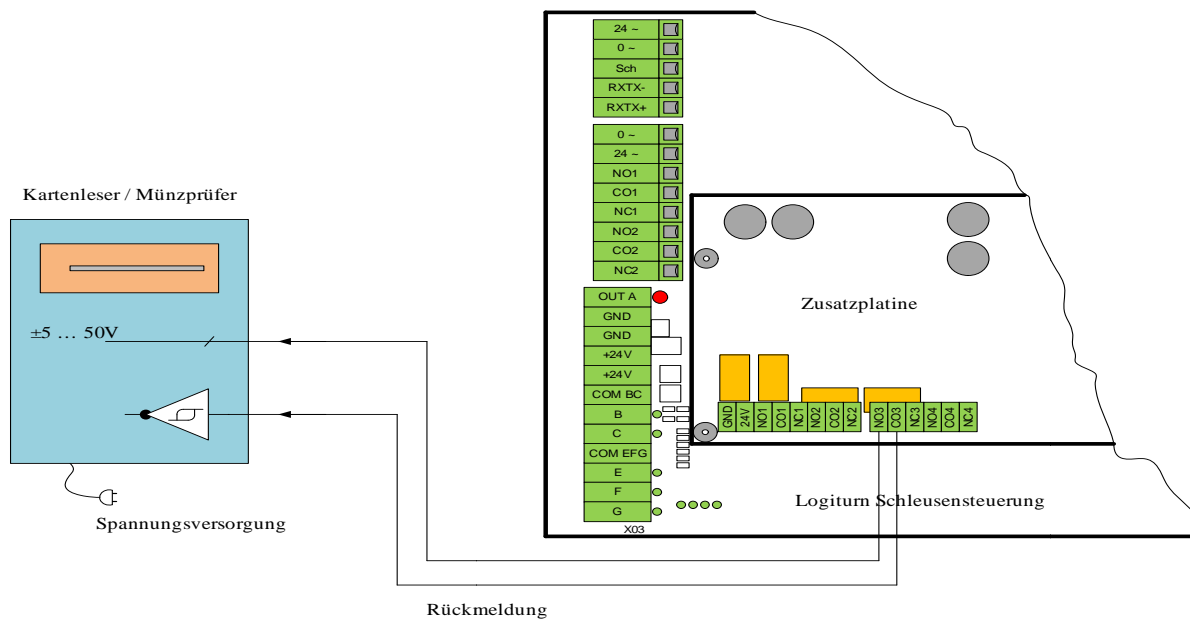 24 ~
0 ~
Sch
RXTX-
RXTX+
0 ~
24 ~
NO1
CO1
NC1
NO2
CO2
NC2
Kartenleser / Münzprüfer
±5 … 50V
OUT A
GND
GND
+24V
+24V
COM BC
B
C
COM EFG
E
F
G
X03
Zusatzplatine
GND
24V
NO1
CO1
NC1
NO2
CO2
NC2
NO3
CO3
NC3
NO4
CO4
NC4
Logiturn Schleusensteuerung
Spannungsversorgung
Rückmeldung